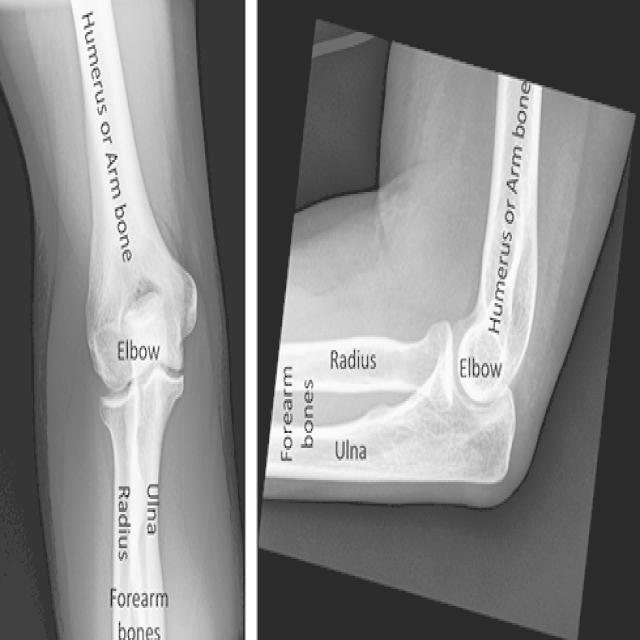 Humerus or Arm bone
Elbow
Radius
Ulna
Forearm
bones
Humerus or Arm bone
Elbow
Radius
Forearm
bones
Ulna